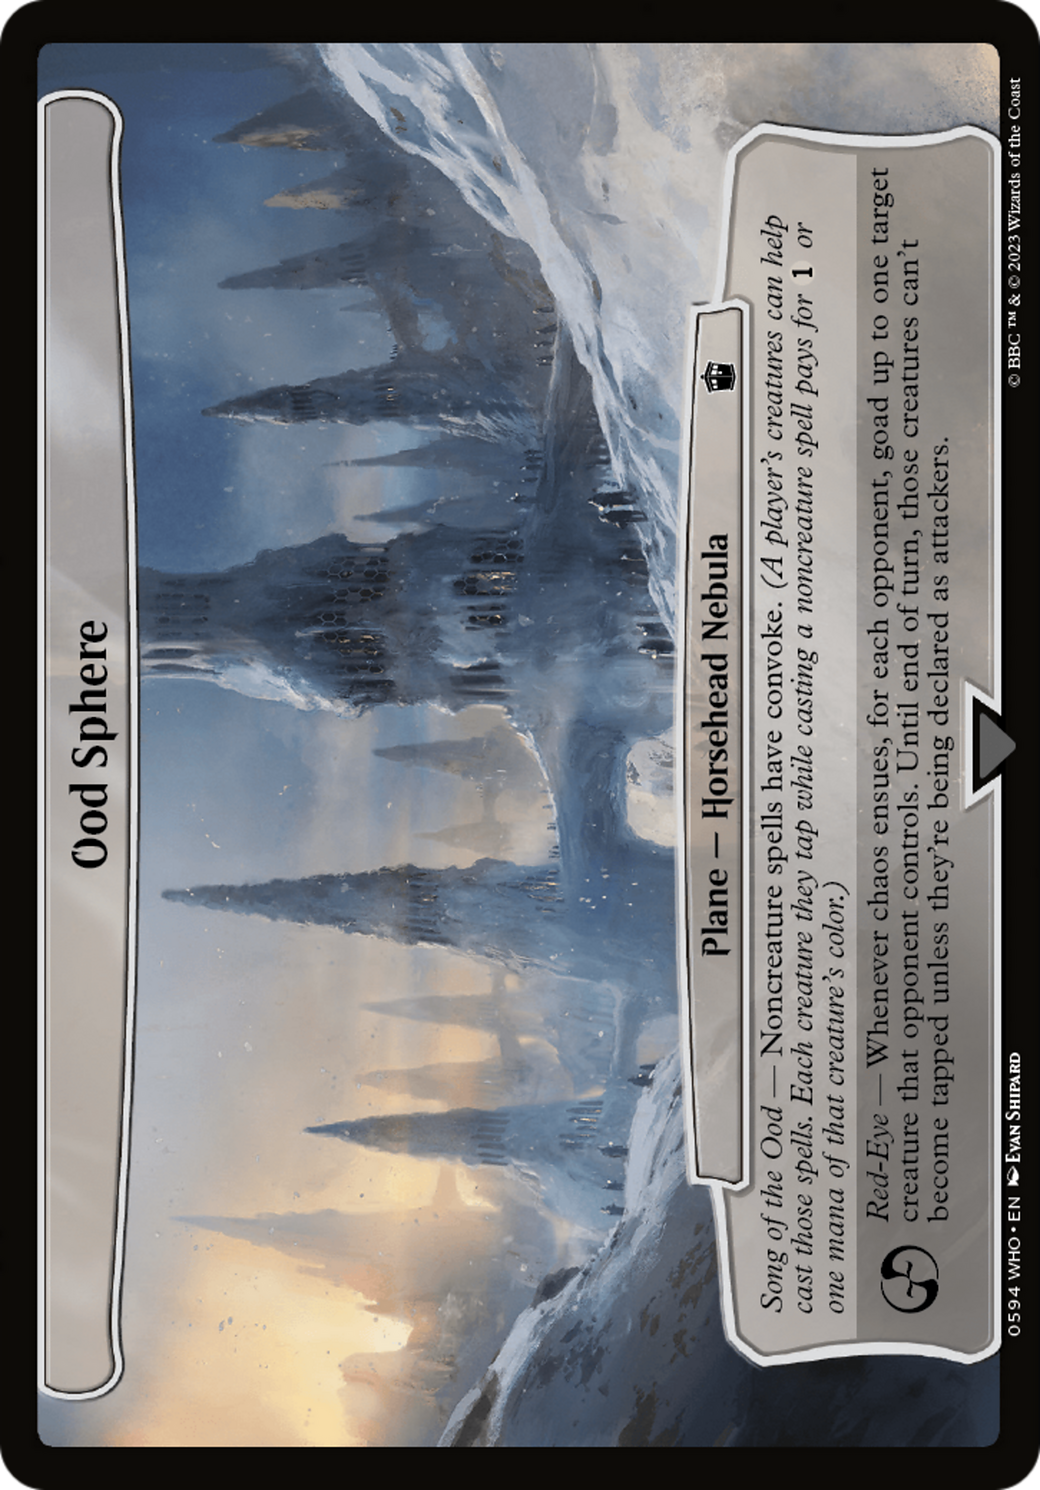 Ood Sphere
Plane — Horsehead Nebula
Song of the Ood — Noncreature spells have convoke. (A player's creatures can help
cast those spells. Each creature they tap while casting a noncreature spell pays for 1 or
one mana of that creature's color.)
Red-Eye — Whenever chaos ensues, for each opponent, goad up to one target
creature that opponent controls. Until end of turn, those creatures can't
become tapped unless they're being declared as attackers.
0594 WHO • EN EVAN SHIPARD
© BBC ™ & © 2023 Wizards of the Coast